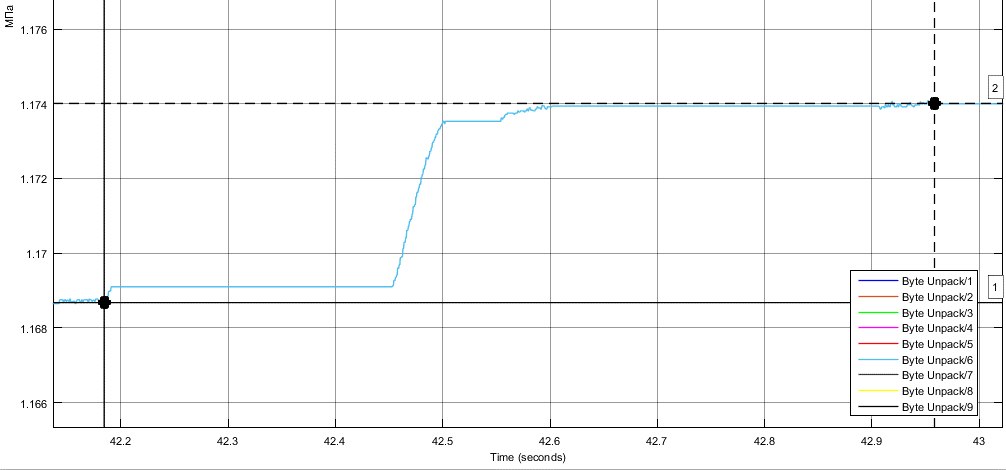 МПа
1.176
1.174
1.172
1.17
1.168
1.166
2
1
Byte Unpack/1
Byte Unpack/2
Byte Unpack/3
Byte Unpack/4
Byte Unpack/5
Byte Unpack/6
Byte Unpack/7
Byte Unpack/8
Byte Unpack/9
42.2 42.3 42.4 42.5 42.6 42.7 42.8 42.9 43
Time (seconds)